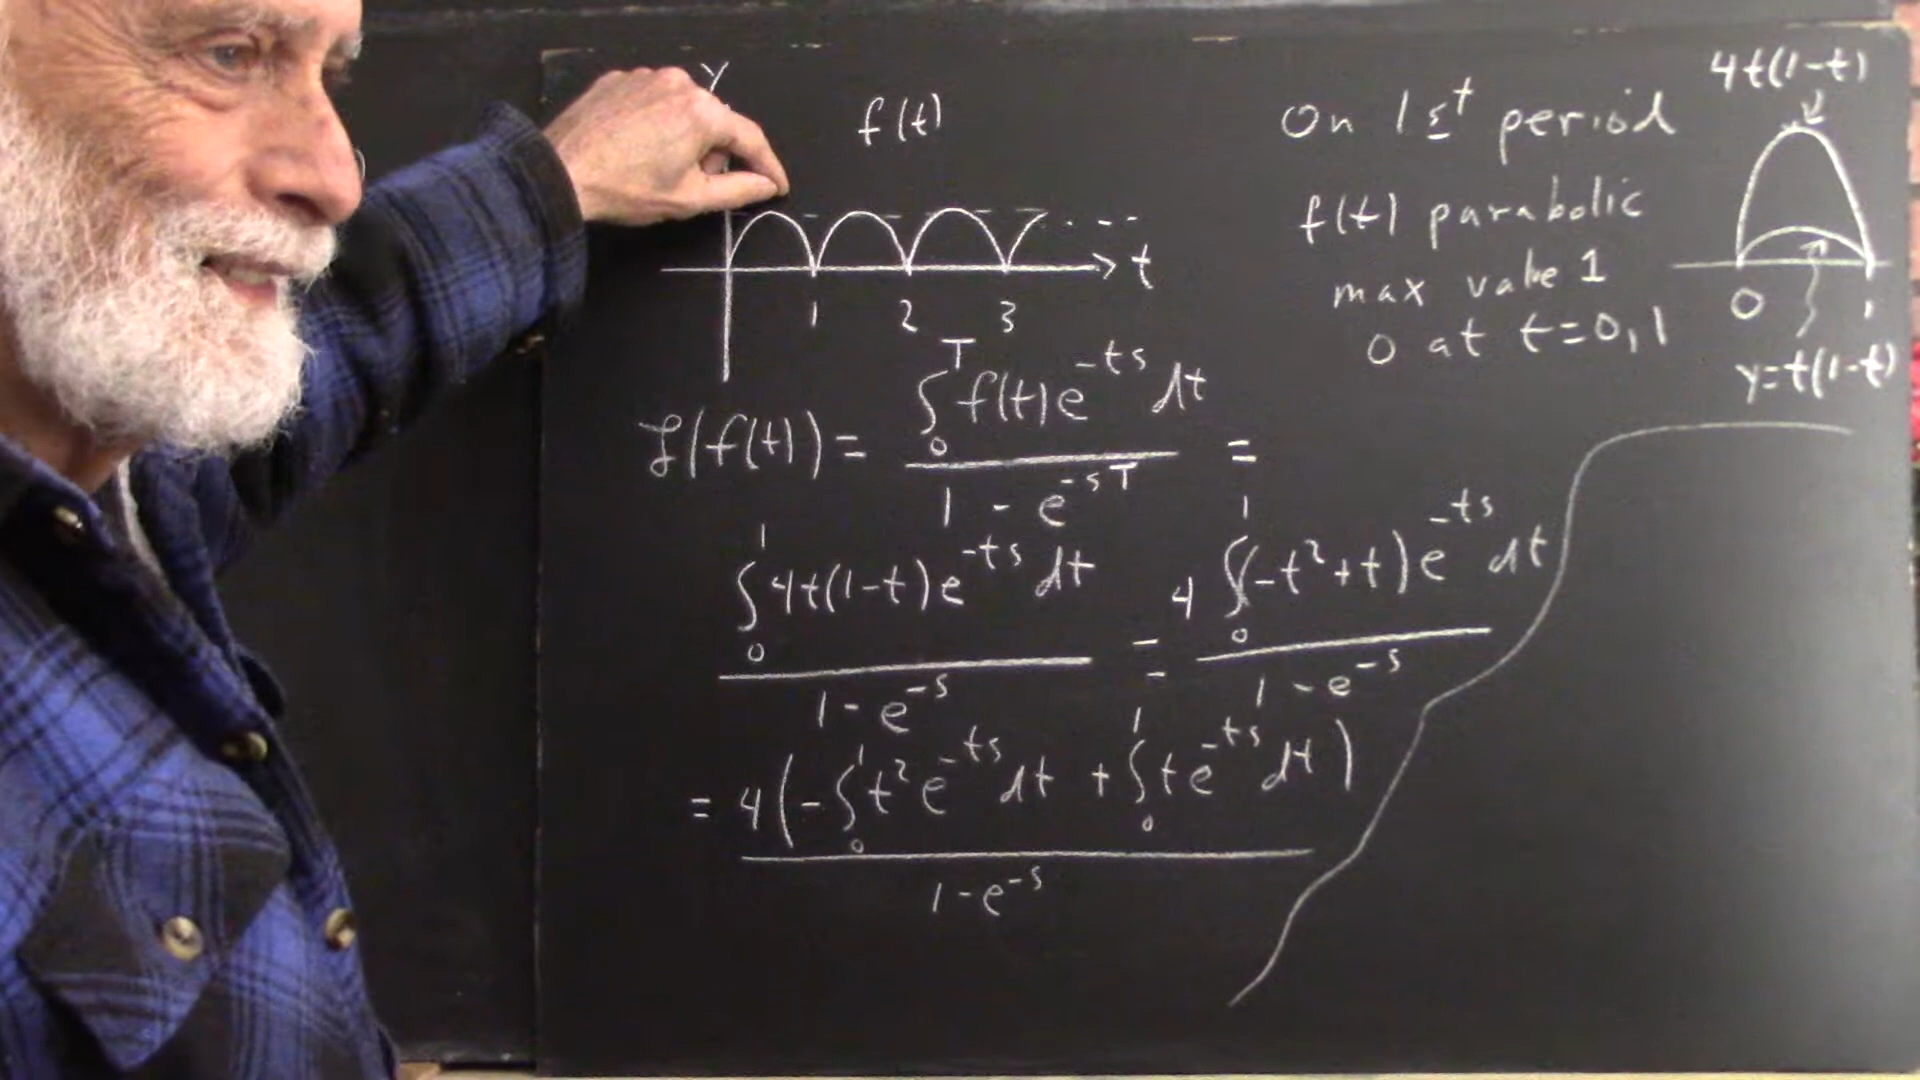 y
f(t)
t
1 2 3
On 1st period
f(t) parabolic
max value 1
0 at t=0,1
4t(1-t)
0 1
y=t(1-t)
ℒ(f(t)) = ∫₀ᵀ f(t)e^{-ts} dt / (1 - e^{-sT}) =
∫₀¹ 4t(1-t)e^{-ts} dt / (1-e^{-s}) = 4 ∫₀¹ (-t²+t)e^{-ts} dt / (1-e^{-s})
= 4(-∫₀¹ t²e^{-ts} dt + ∫₀¹ te^{-ts} dt) / (1-e^{-s})